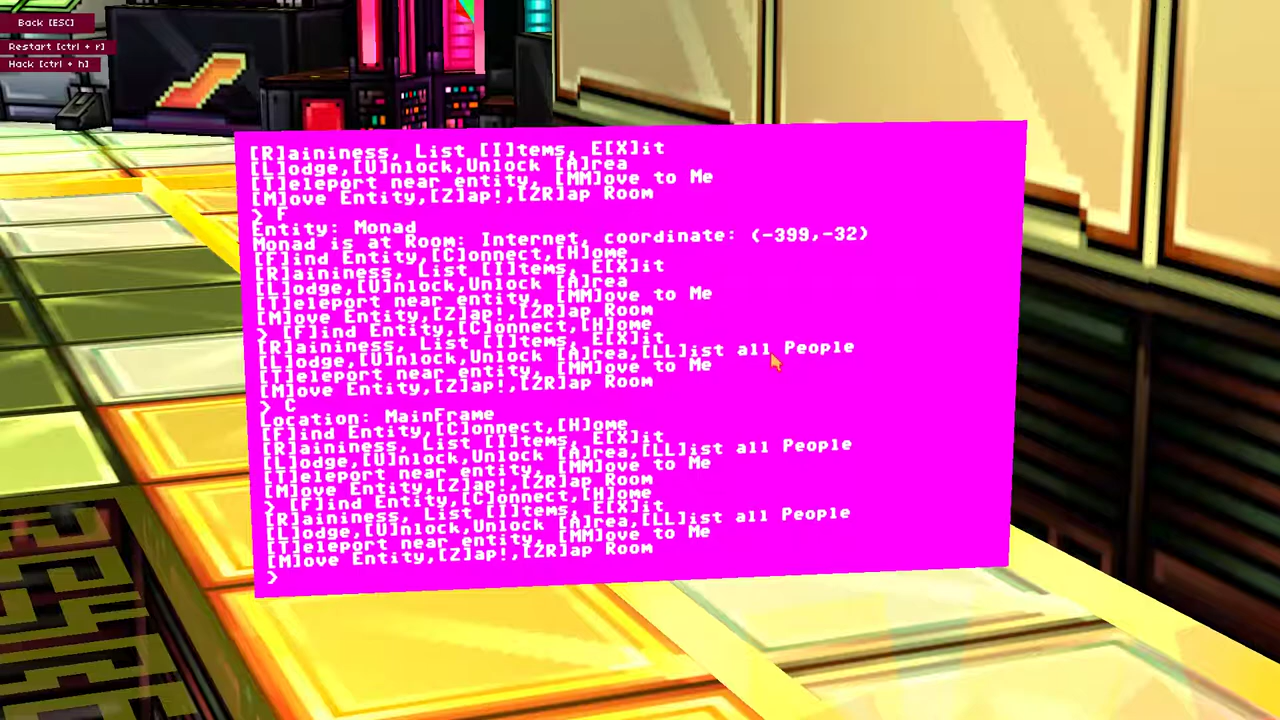 Back [ESC]
Restart [ctrl + r]
Hack [ctrl + h]
[R]aininess, List [I]tems, E[X]it
[L]odge,[U]nlock,Unlock [A]rea
[T]eleport near entity, [MM]ove to Me
[M]ove Entity,[Z]ap!,[ZR]ap Room
> F
Entity: Monad
Monad is at Room: Internet, coordinate: (-399,-32)
[F]ind Entity,[C]onnect,[H]ome
[R]aininess, List [I]tems, E[X]it
[L]odge,[U]nlock,Unlock [A]rea
[T]eleport near entity, [MM]ove to Me
[M]ove Entity,[Z]ap!,[ZR]ap Room
> [F]ind Entity,[C]onnect,[H]ome
[R]aininess, List [I]tems, E[X]it
[L]odge,[U]nlock,Unlock [A]rea,[LL]ist all People
[T]eleport near entity, [MM]ove to Me
[M]ove Entity,[Z]ap!,[ZR]ap Room
> C
Location: MainFrame
[F]ind Entity,[C]onnect,[H]ome
[R]aininess, List [I]tems, E[X]it
[L]odge,[U]nlock,Unlock [A]rea,[LL]ist all People
[T]eleport near entity, [MM]ove to Me
[M]ove Entity,[Z]ap!,[ZR]ap Room
> [F]ind Entity,[C]onnect,[H]ome
[R]aininess, List [I]tems, E[X]it
[L]odge,[U]nlock,Unlock [A]rea,[LL]ist all People
[T]eleport near entity, [MM]ove to Me
[M]ove Entity,[Z]ap!,[ZR]ap Room
>